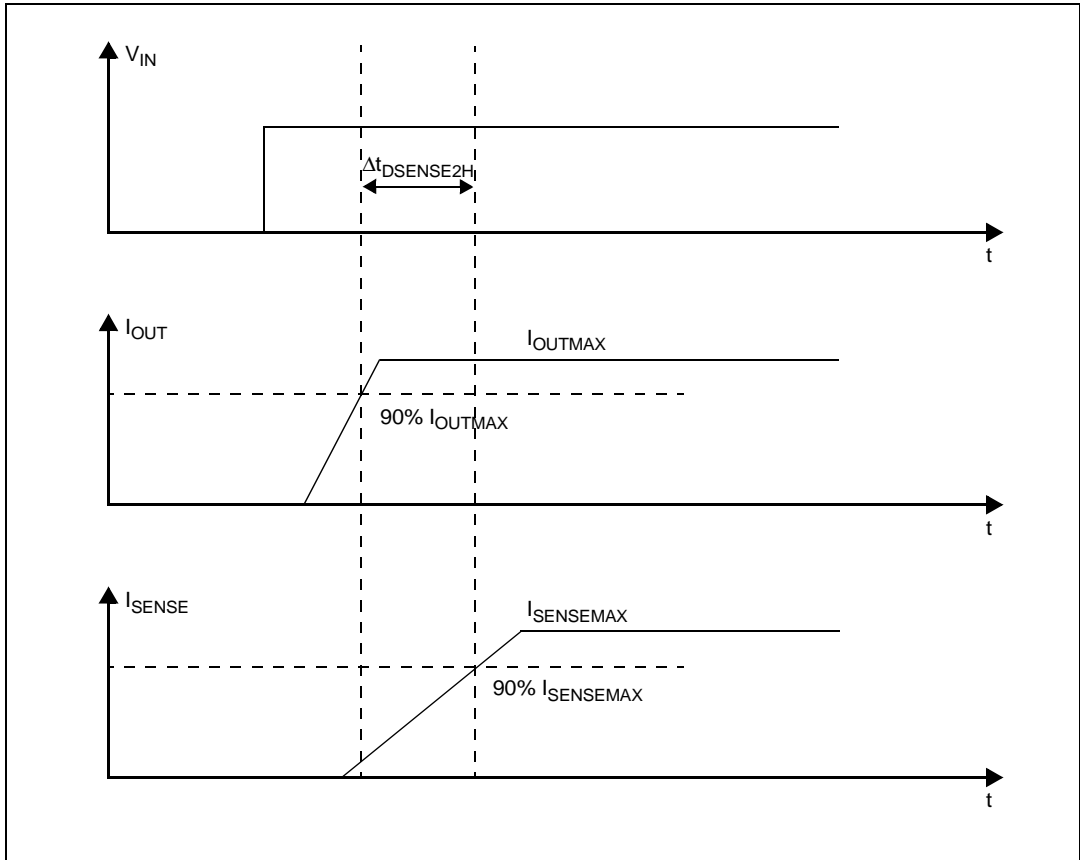 V_IN
Δt_DSENSE2H
t
I_OUT
I_OUTMAX
90% I_OUTMAX
t
I_SENSE
I_SENSEMAX
90% I_SENSEMAX
t